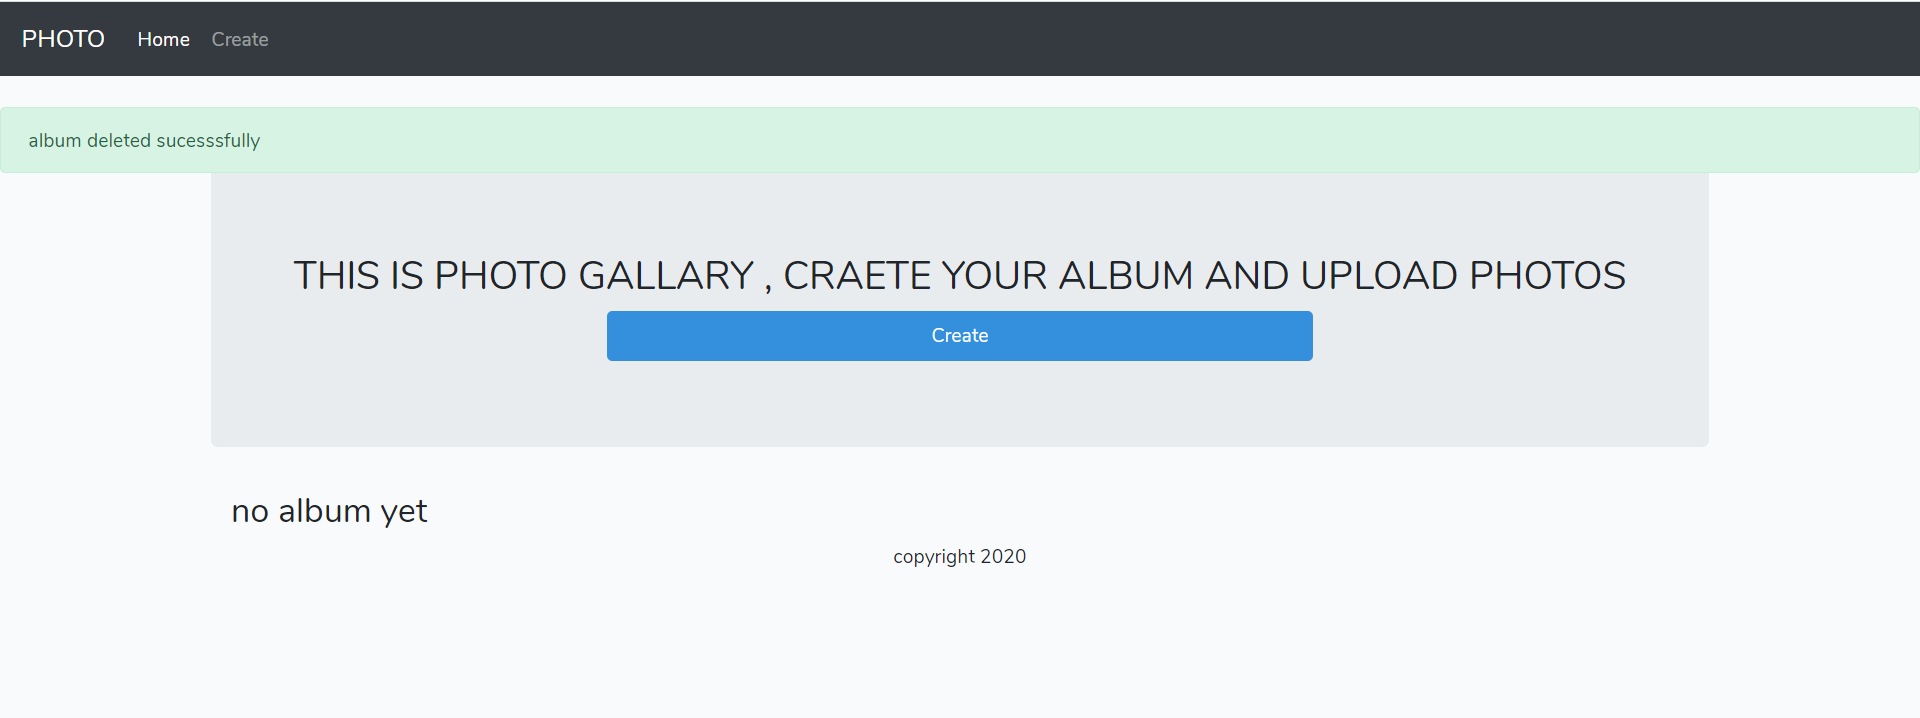 PHOTO Home Create
album deleted sucesssfully
THIS IS PHOTO GALLARY , CRAETE YOUR ALBUM AND UPLOAD PHOTOS
Create
no album yet
copyright 2020